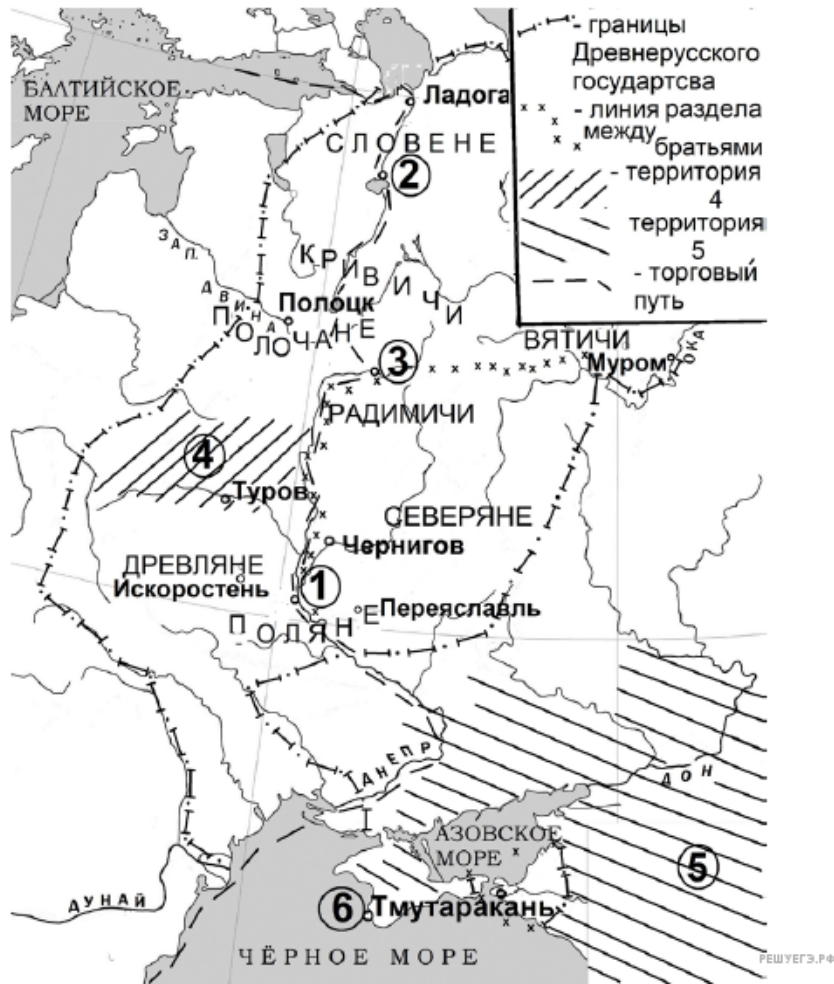 - границы
Древнерусского
государтсва
- линия раздела
между
братьями
- территория
4
территория
5
- торговый
путь
БАЛТИЙСКОЕ
МОРЕ
Ладога
СЛОВЕНЕ
2
ЗАП.
ДВИНА
КРИВИЧИ
Полоцк
ПОЛОЧАНЕ
ВЯТИЧИ
Муром
ОКА
3
РАДИМИЧИ
4
Туров
СЕВЕРЯНЕ
Чернигов
ДРЕВЛЯНЕ
Искоростень
1
Переяславль
ПОЛЯНЕ
ДНЕПР
ДОН
АЗОВСКОЕ
МОРЕ
5
ДУНАЙ
6
Тмутаракань
ЧЁРНОЕ МОРЕ
РЕШУЕГЭ.РФ